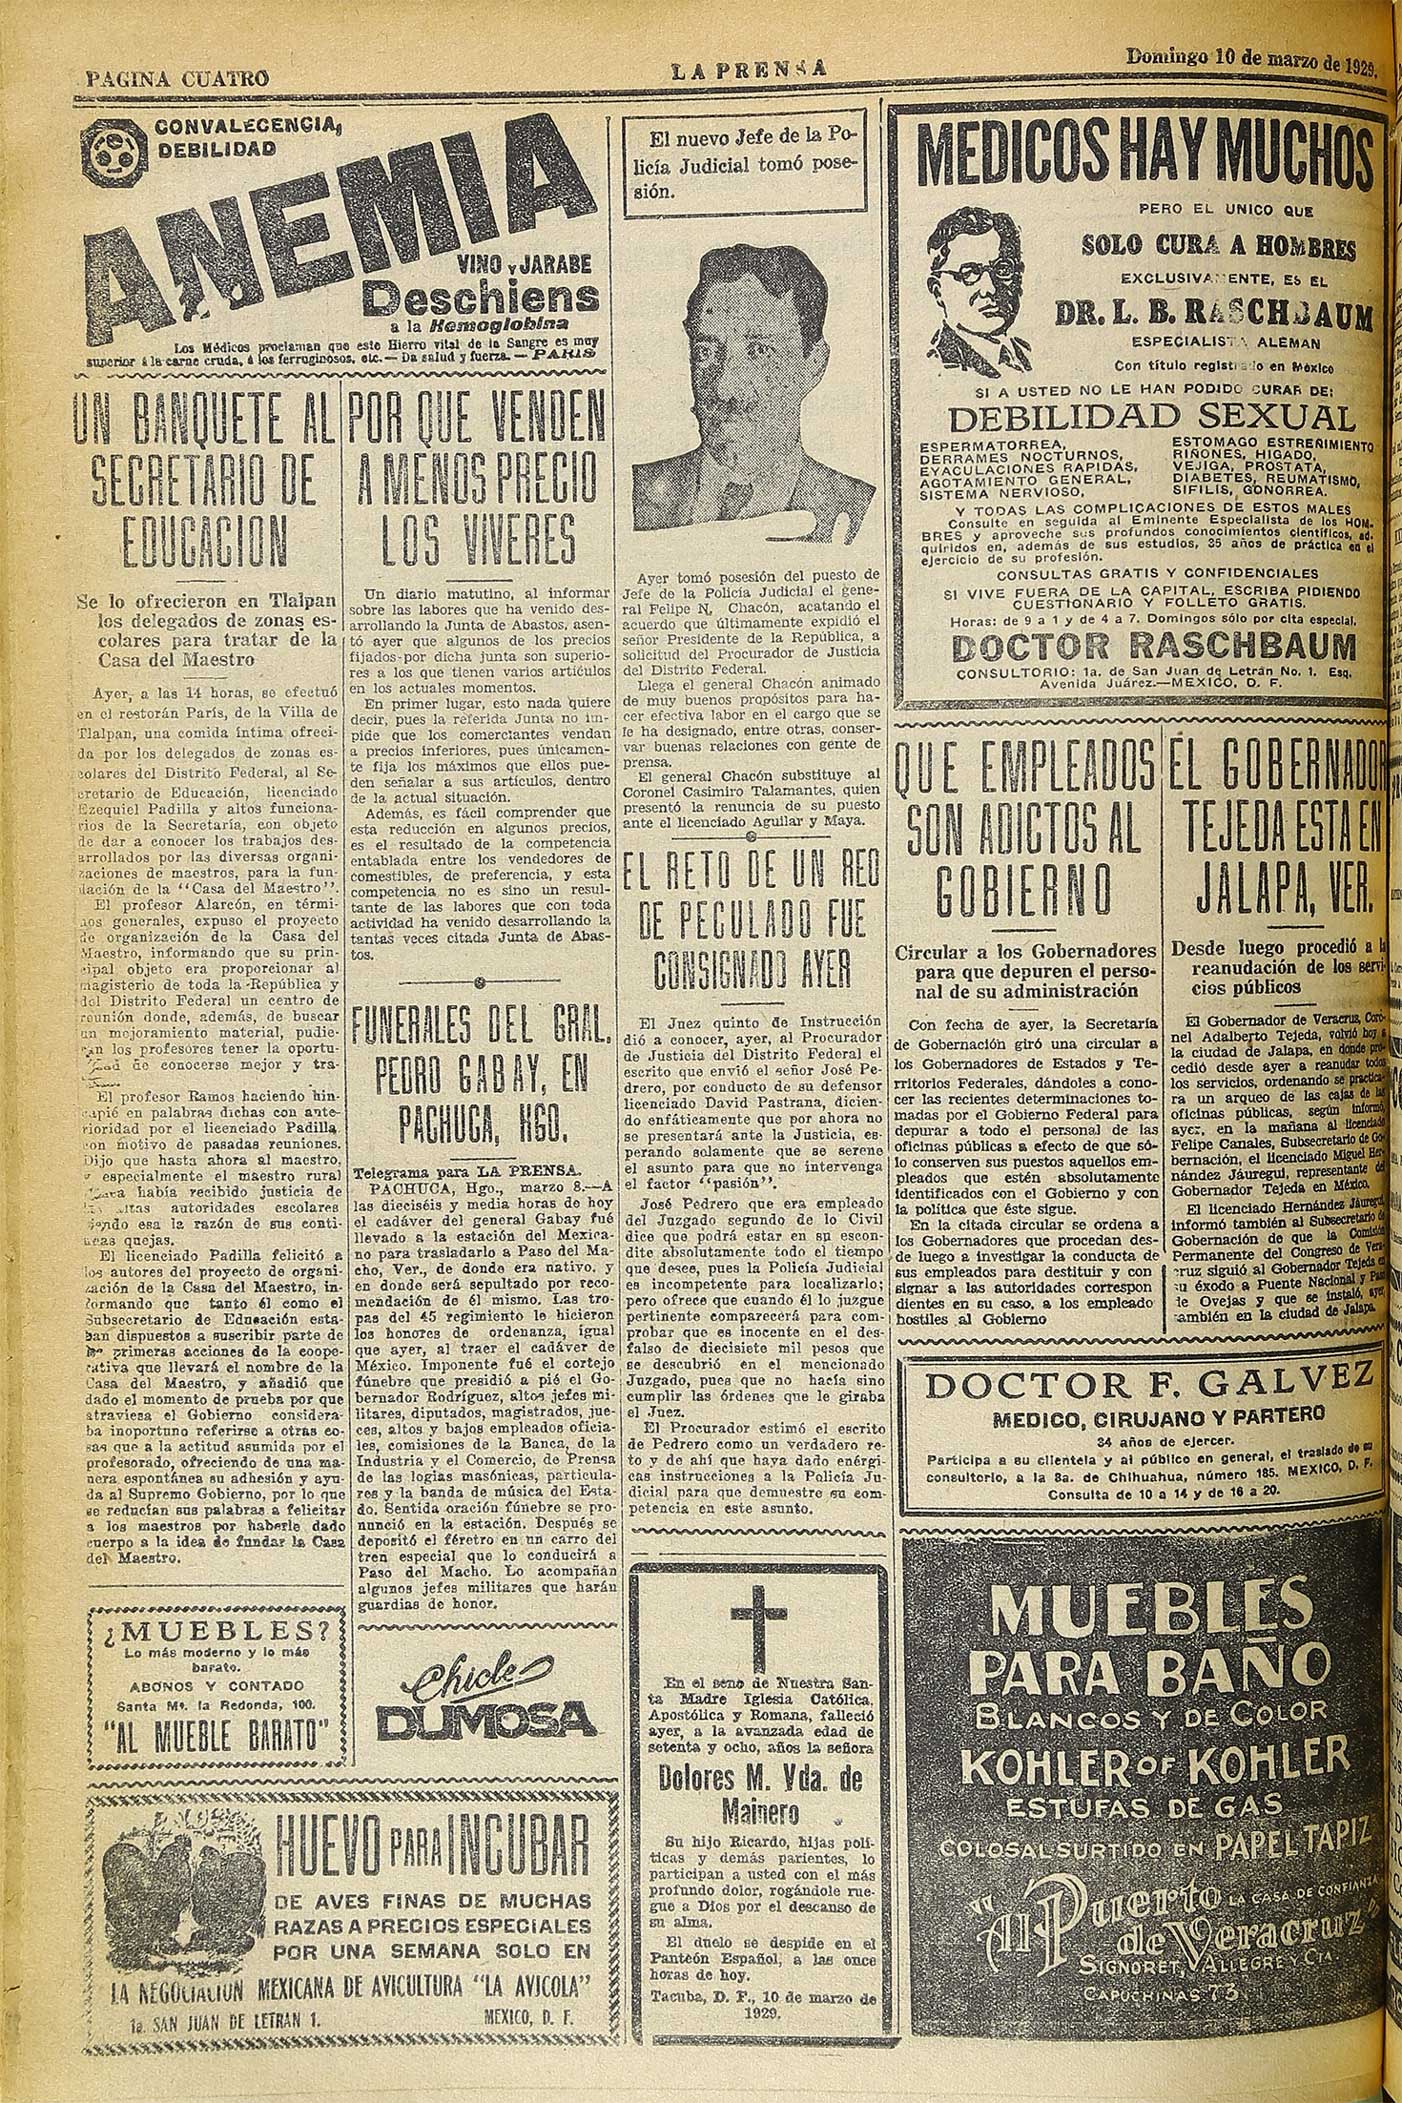 PAGINA CUATRO
LA PRENSA
Domingo 10 de marzo de 1929.
CONVALECENCIA,
DEBILIDAD
ANEMIA
VINO y JARABE
Deschiens
a la Hemoglobina
Los Médicos proclaman que este Hierro vital de la Sangre es muy
superior á la carne cruda, á los ferruginosos, etc.— Da salud y fuerza. — PARIS
UN BANQUETE AL
SECRETARIO DE
EDUCACION
Se lo ofrecieron en Tlalpan
los delegados de zonas es-
colares para tratar de la
Casa del Maestro
Ayer, a las 14 horas, se efectuó
en el restorán París, de la Villa de
Tlalpan, una comida íntima ofreci-
da por los delegados de zonas es-
colares del Distrito Federal, al Se-
cretario de Educación, licenciado
Ezequiel Padilla y altos funciona-
rios de la Secretaría, con objeto
de dar a conocer los trabajos des-
arrollados por las diversas organi-
zaciones de maestros, para la fun-
dación de la "Casa del Maestro".
El profesor Alarcón, en térmi-
nos generales, expuso el proyecto
de organización de la Casa del
Maestro, informando que su prin-
cipal objeto era proporcionar al
magisterio de toda la República y
del Distrito Federal un centro de
reunión donde, además, de buscar
un mejoramiento material, pudie-
ran los profesores tener la oportu-
nidad de conocerse mejor y tra-
El profesor Ramos haciendo hin-
capié en palabras dichas con ante-
rioridad por el licenciado Padilla
con motivo de pasadas reuniones.
Dijo que hasta ahora al maestro,
y especialmente el maestro rural
había recibido justicia de
las altas autoridades escolares
siendo esa la razón de sus conti-
nuas quejas.
El licenciado Padilla felicitó a
los autores del proyecto de organi-
zación de la Casa del Maestro, in-
formando que tanto él como el
Subsecretario de Educación esta-
ban dispuestos a suscribir parte de
las primeras acciones de la coope-
rativa que llevará el nombre de la
Casa del Maestro, y añadió que
dado el momento de prueba por que
atraviesa el Gobierno considera-
ba inoportuno referirse a otras co-
sas que a la actitud asumida por el
profesorado, ofreciendo de una ma-
nera espontánea su adhesión y ayu-
da al Supremo Gobierno, por lo que
se reducían sus palabras a felicitar
a los maestros por haberle dado
cuerpo a la idea de fundar la Casa
del Maestro.
¿MUEBLES?
Lo más moderno y lo más
barato.
ABONOS Y CONTADO
Santa Mª. la Redonda, 100.
"AL MUEBLE BARATO"
POR QUE VENDEN
A MENOS PRECIO
LOS VIVERES
Un diario matutino, al informar
sobre las labores que ha venido des-
arrollando la Junta de Abastos, asen-
tó ayer que algunos de los precios
fijados por dicha junta son superio-
res a los que tienen varios artículos
en los actuales momentos.
En primer lugar, esto nada quiere
decir, pues la referida Junta no im-
pide que los comerciantes vendan
a precios inferiores, pues únicamen-
te fija los máximos que ellos pue-
den señalar a sus artículos, dentro
de la actual situación.
Además, es fácil comprender que
esta reducción en algunos precios,
es el resultado de la competencia
entablada entre los vendedores de
comestibles, de preferencia, y esta
competencia no es sino un resul-
tante de las labores que con toda
actividad ha venido desarrollando la
tantas veces citada Junta de Abas-
tos.
FUNERALES DEL GRAL.
PEDRO GABAY, EN
PACHUCA, HGO.
Telegrama para LA PRENSA.
PACHUCA, Hgo., marzo 8.—A
las dieciséis y media horas de hoy
el cadáver del general Gabay fué
llevado a la estación del Mexica-
no para trasladarlo a Paso del Ma-
cho, Ver., de donde era nativo, y
en donde será sepultado por reco-
mendación de él mismo. Las tro-
pas del 45 regimiento le hicieron
los honores de ordenanza, igual
que ayer, al traer el cadáver de
México. Imponente fué el cortejo
fúnebre que presidió a pié el Go-
bernador Rodríguez, altos jefes mi-
litares, diputados, magistrados, jue-
ces, altos y bajos empleados oficia-
les, comisiones de la Banca, de la
Industria y el Comercio, de Prensa
de las logias masónicas, particula-
res y la banda de música del Esta-
do. Sentida oración fúnebre se pro-
nunció en la estación. Después se
depositó el féretro en un carro del
tren especial que lo conducirá a
Paso del Macho. Lo acompañan
algunos jefes militares que harán
guardias de honor.
Chicle
DUMOSA
HUEVO PARA INCUBAR
DE AVES FINAS DE MUCHAS
RAZAS A PRECIOS ESPECIALES
POR UNA SEMANA SOLO EN
LA NEGOCIACION MEXICANA DE AVICULTURA "LA AVICOLA"
1a. SAN JUAN DE LETRAN 1. MEXICO, D. F.
El nuevo Jefe de la Po-
licía Judicial tomó pose-
sión.
Ayer tomó posesión del puesto de
Jefe de la Policía Judicial el gene-
ral Felipe N. Chacón, acatando el
acuerdo que últimamente expidió el
señor Presidente de la República, a
solicitud del Procurador de Justicia
del Distrito Federal.
Llega el general Chacón animado
de muy buenos propósitos para ha-
cer efectiva labor en el cargo que se
le ha designado, entre otras, conser-
var buenas relaciones con gente de
prensa.
El general Chacón substituye al
Coronel Casimiro Talamantes, quien
presentó la renuncia de su puesto
ante el licenciado Aguilar y Maya.
EL RETO DE UN REO
DE PECULADO FUE
CONSIGNADO AYER
El Juez quinto de Instrucción
dió a conocer, ayer, al Procurador
de Justicia del Distrito Federal el
escrito que envió el señor José Pe-
drero, por conducto de su defensor
licenciado David Pastrana, dicien-
do enfáticamente que por ahora no
se presentará ante la Justicia, es-
perando solamente que se serene
el asunto para que no intervenga
el factor "pasión".
José Pedrero que era empleado
del Juzgado segundo de lo Civil
dice que podrá estar en su escon-
dite absolutamente todo el tiempo
que desee, pues la Policía Judicial
es incompetente para localizarlo;
pero ofrece que cuando él lo juzgue
pertinente comparecerá para com-
probar que es inocente en el des-
falso de diecisiete mil pesos que
se descubrió en el mencionado
Juzgado, pues que no hacía sino
cumplir las órdenes que le giraba
el Juez.
El Procurador estimó el escrito
de Pedrero como un verdadero re-
to y de ahí que haya dado enérgi-
cas instrucciones a la Policía Ju-
dicial para que demuestre su com-
petencia en este asunto.
En el seno de Nuestra San-
ta Madre Iglesia Católica,
Apostólica y Romana, falleció
ayer, a la avanzada edad de
setenta y ocho, años la señora
Dolores M. Vda. de
Mainero
Su hijo Ricardo, hijas polí-
ticas y demás parientes, lo
participan a usted con el más
profundo dolor, rogándole rue-
gue a Dios por el descanso de
su alma.
El duelo se despide en el
Panteón Español, a las once
horas de hoy.
Tacuba, D. F., 10 de marzo de
1929.
MEDICOS HAY MUCHOS
PERO EL UNICO QUE
SOLO CURA A HOMBRES
EXCLUSIVAMENTE, ES EL
DR. L. B. RASCHBAUM
ESPECIALISTA ALEMAN
Con título registrado en México
SI A USTED NO LE HAN PODIDO CURAR DE:
DEBILIDAD SEXUAL
ESPERMATORREA,
DERRAMES NOCTURNOS,
EYACULACIONES RAPIDAS,
AGOTAMIENTO GENERAL,
SISTEMA NERVIOSO,
ESTOMAGO ESTREÑIMIENTO
RIÑONES, HIGADO,
VEJIGA, PROSTATA,
DIABETES, REUMATISMO,
SIFILIS, GONORREA.
Y TODAS LAS COMPLICACIONES DE ESTOS MALES
Consulte en seguida al Eminente Especialista de los HOM-
BRES y aproveche sus profundos conocimientos científicos, ad-
quiridos en, además de sus estudios, 35 años de práctica en el
ejercicio de su profesión.
CONSULTAS GRATIS Y CONFIDENCIALES
SI VIVE FUERA DE LA CAPITAL, ESCRIBA PIDIENDO
CUESTIONARIO Y FOLLETO GRATIS.
Horas: de 9 a 1 y de 4 a 7. Domingos sólo por cita especial.
DOCTOR RASCHBAUM
CONSULTORIO: 1a. de San Juan de Letrán No. 1. Esq.
Avenida Juárez.—MEXICO, D. F.
QUE EMPLEADOS
SON ADICTOS AL
GOBIERNO
Circular a los Gobernadores
para que depuren el perso-
nal de su administración
Con fecha de ayer, la Secretaría
de Gobernación giró una circular a
los Gobernadores de Estados y Te-
rritorios Federales, dándoles a cono-
cer las recientes determinaciones to-
madas por el Gobierno Federal para
depurar a todo el personal de las
oficinas públicas a efecto de que só-
lo conserven sus puestos aquellos em-
pleados que estén absolutamente
identificados con el Gobierno y con
la política que éste sigue.
En la citada circular se ordena a
los Gobernadores que procedan des-
de luego a investigar la conducta de
sus empleados para destituir y con
signar a las autoridades correspon
dientes en su caso, a los empleado
hostiles al Gobierno
EL GOBERNADOR
TEJEDA ESTA EN
JALAPA, VER.
Desde luego procedió a la
reanudación de los servi-
cios públicos
El Gobernador de Veracruz, Coro-
nel Adalberto Tejeda, volvió hoy a
la ciudad de Jalapa, en donde pro-
cedió desde ayer a reanudar todos
los servicios, ordenando se practica-
ra un arqueo de las cajas de las
oficinas públicas, según informó,
ayer, en la mañana al licenciado
Felipe Canales, Subsecretario de Go-
bernación, el licenciado Miguel Her-
nández Jáuregui, representante del
Gobernador Tejeda en México.
El licenciado Hernández Jáuregui,
informó también al Subsecretario de
Gobernación de que la Comisión
Permanente del Congreso de Vera-
cruz siguió al Gobernador Tejeda en
su éxodo a Puente Nacional y Paso
de Ovejas y que se instaló, ayer
también en la ciudad de Jalapa.
DOCTOR F. GALVEZ
MEDICO, CIRUJANO Y PARTERO
34 años de ejercer.
Participa a su clientela y al público en general, el traslado de su
consultorio, a la 8a. de Chihuahua, número 185. MEXICO, D. F.
Consulta de 10 a 14 y de 16 a 20.
MUEBLES
PARA BAÑO
BLANCOS Y DE COLOR
KOHLER OF KOHLER
ESTUFAS DE GAS
COLOSAL SURTIDO EN PAPEL TAPIZ
"Al Puerto
de Veracruz"
LA CASA DE CONFIANZA
SIGNORET, ALLEGRE Y CIA
CAPUCHINAS 73.